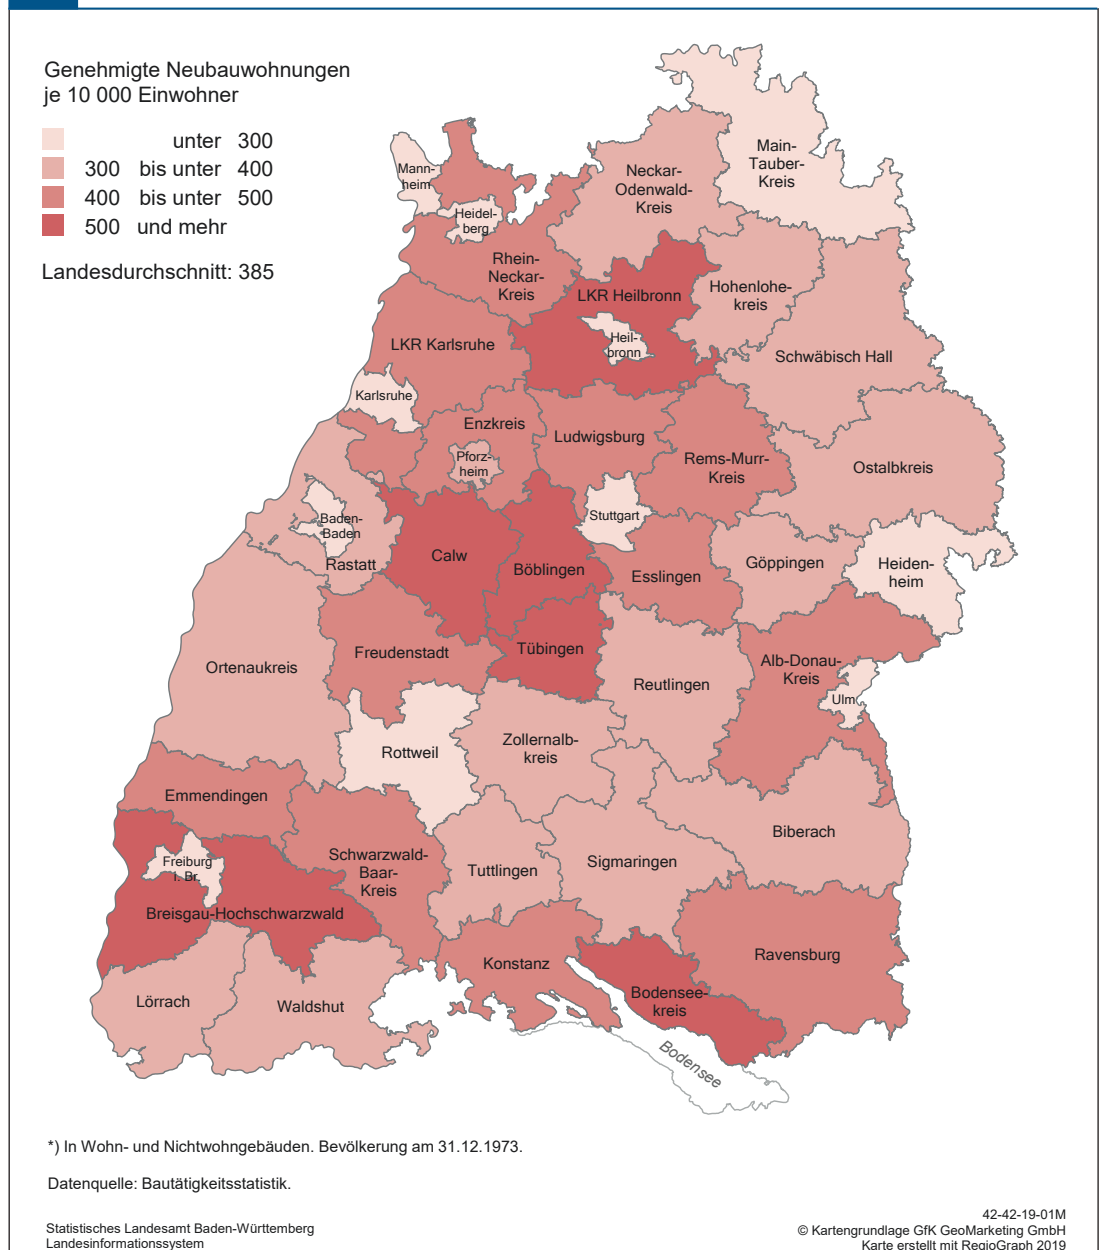 Genehmigte Neubauwohnungen
je 10 000 Einwohner
unter 300
300 bis unter 400
400 bis unter 500
500 und mehr
Landesdurchschnitt: 385
Main-
Tauber-
Kreis
Mann-
heim
Neckar-
Odenwald-
Kreis
Heidel-
berg
Rhein-
Neckar-
Kreis
LKR Heilbronn
Hohenlohe-
kreis
Heil-
bronn
LKR Karlsruhe
Schwäbisch Hall
Karlsruhe
Enzkreis
Ludwigsburg
Pforz-
heim
Rems-Murr-
Kreis
Ostalbkreis
Stuttgart
Baden-
Baden
Rastatt
Calw
Böblingen
Esslingen
Göppingen
Heiden-
heim
Freudenstadt
Tübingen
Ortenaukreis
Reutlingen
Alb-Donau-
Kreis
Ulm
Rottweil
Zollernalb-
kreis
Emmendingen
Biberach
Schwarzwald-
Baar-
Kreis
Tuttlingen
Sigmaringen
Freiburg
i. Br.
Breisgau-Hochschwarzwald
Ravensburg
Konstanz
Bodensee-
kreis
Lörrach
Waldshut
Bodensee
*) In Wohn- und Nichtwohngebäuden. Bevölkerung am 31.12.1973.
Datenquelle: Bautätigkeitsstatistik.
Statistisches Landesamt Baden-Württemberg
Landesinformationssystem
42-42-19-01M
© Kartengrundlage GfK GeoMarketing GmbH
Karte erstellt mit RegioGraph 2019